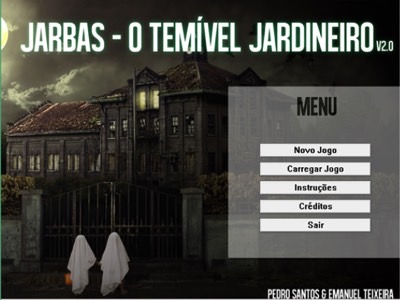 JARBAS - O TEMÍVEL JARDINEIRO V2.0
MENU
Novo Jogo
Carregar Jogo
Instruções
Créditos
Sair
PEDRO SANTOS & EMANUEL TEIXEIRA